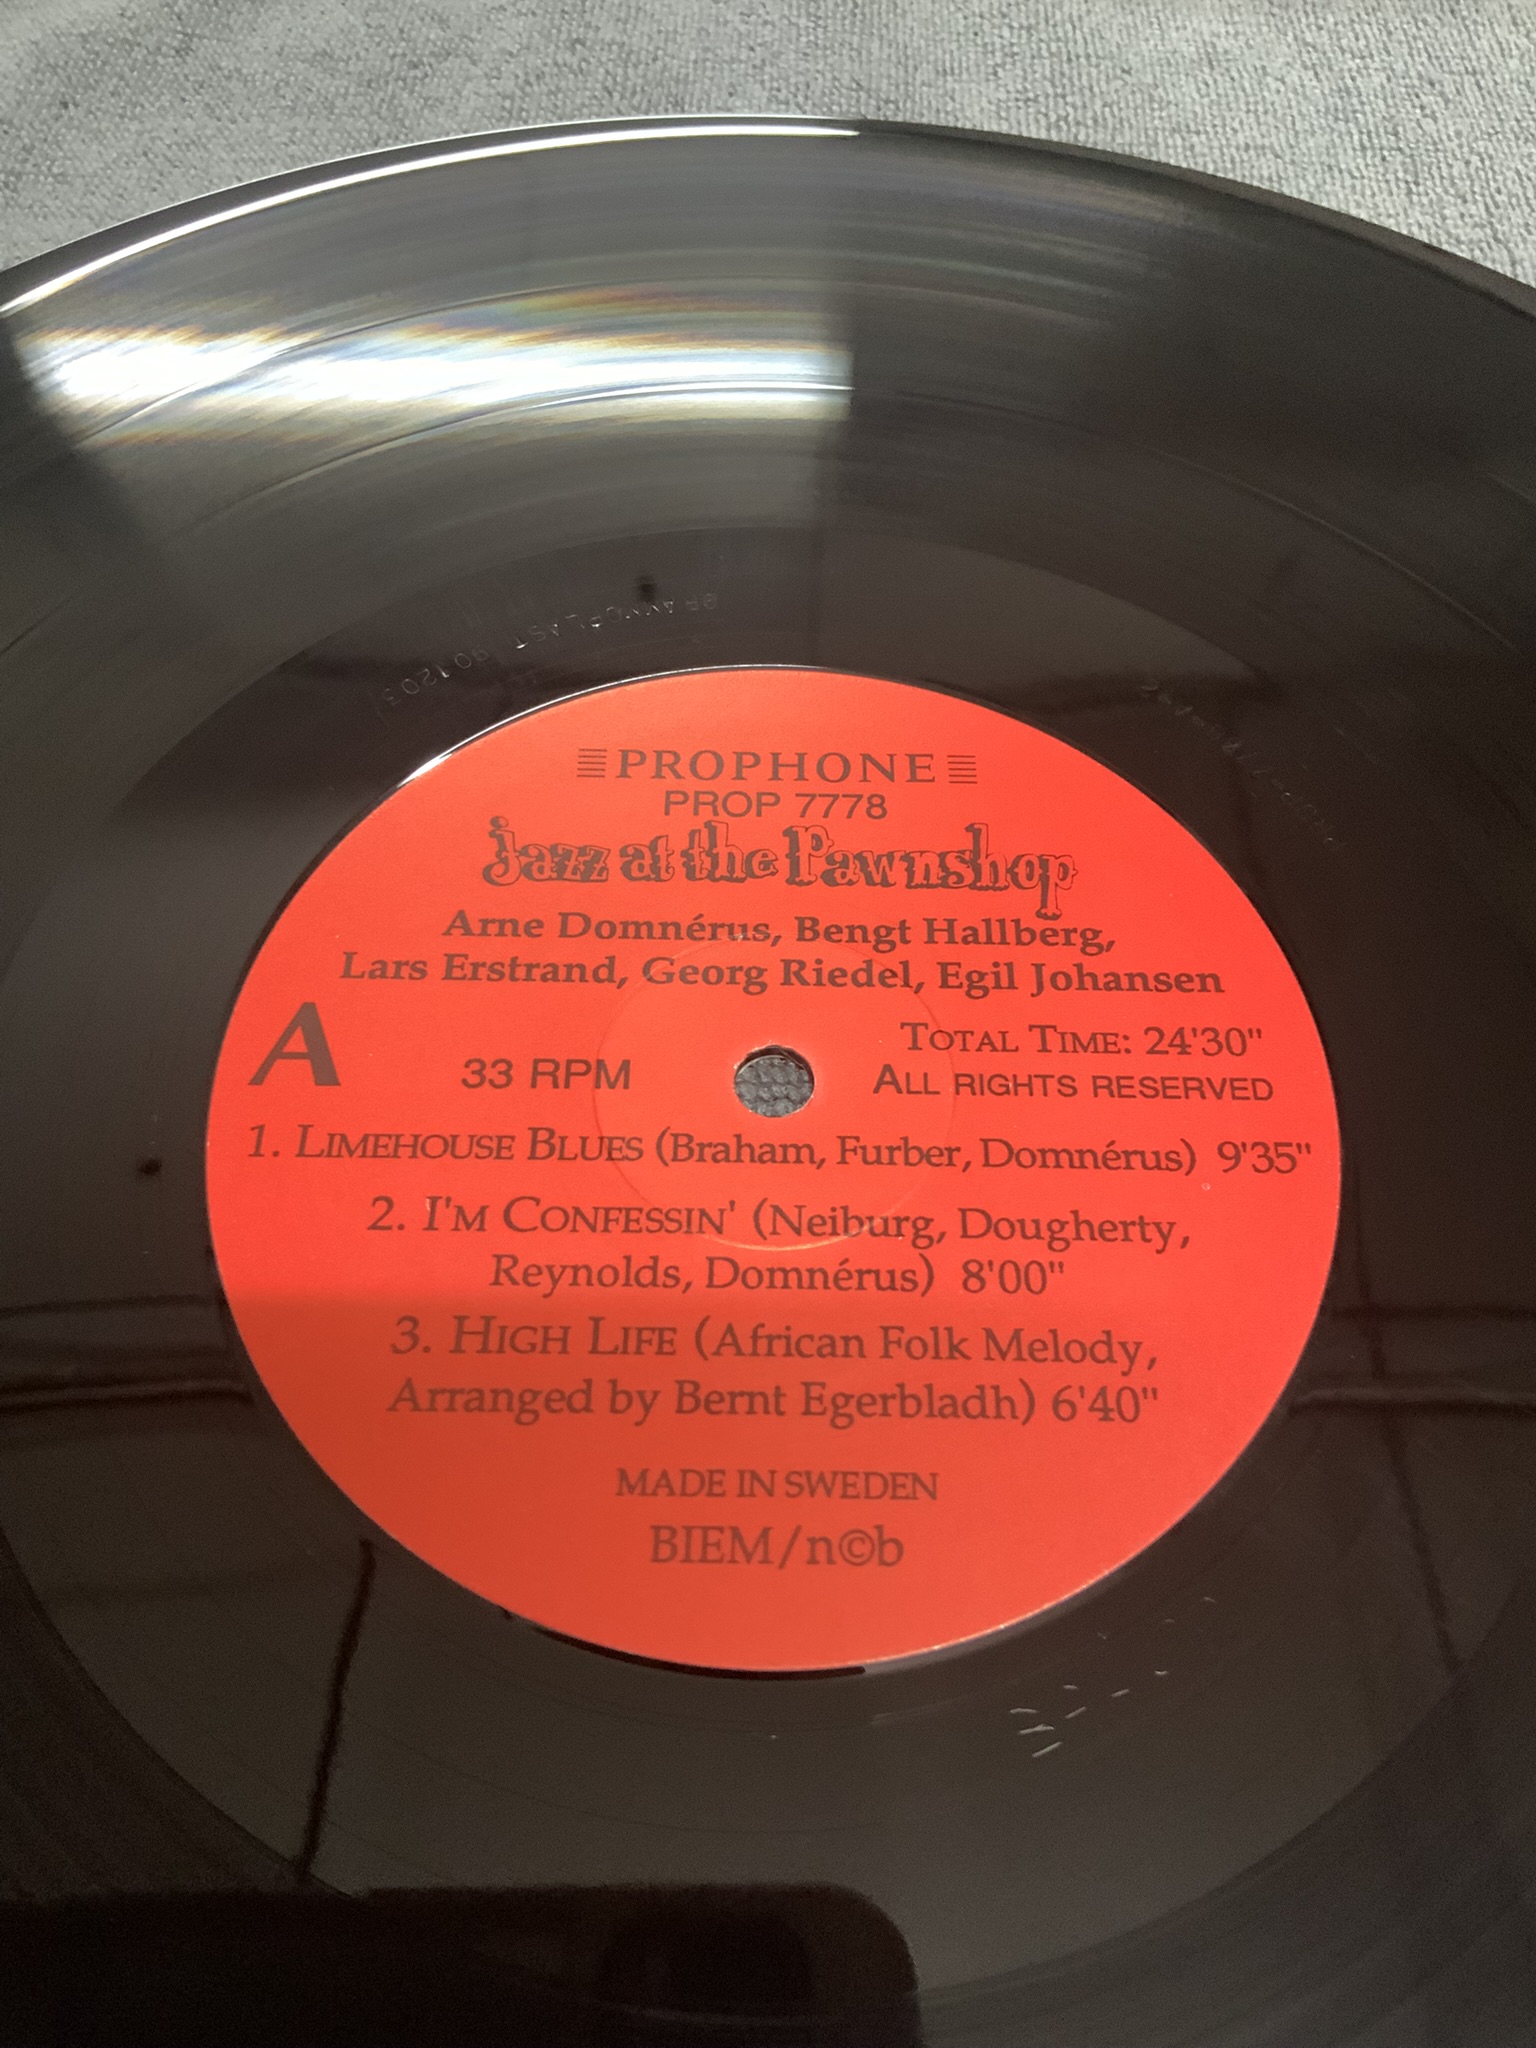 PROPHONE
PROP 7778
Jazz at the Pawnshop
Arne Domnérus, Bengt Hallberg,
Lars Erstrand, Georg Riedel, Egil Johansen
A
33 RPM
TOTAL TIME: 24'30"
ALL RIGHTS RESERVED
1. LIMEHOUSE BLUES (Braham, Furber, Domnérus) 9'35"
2. I'M CONFESSIN' (Neiburg, Dougherty,
Reynolds, Domnérus) 8'00"
3. HIGH LIFE (African Folk Melody,
Arranged by Bernt Egerbladh) 6'40"
MADE IN SWEDEN
BIEM/n©b